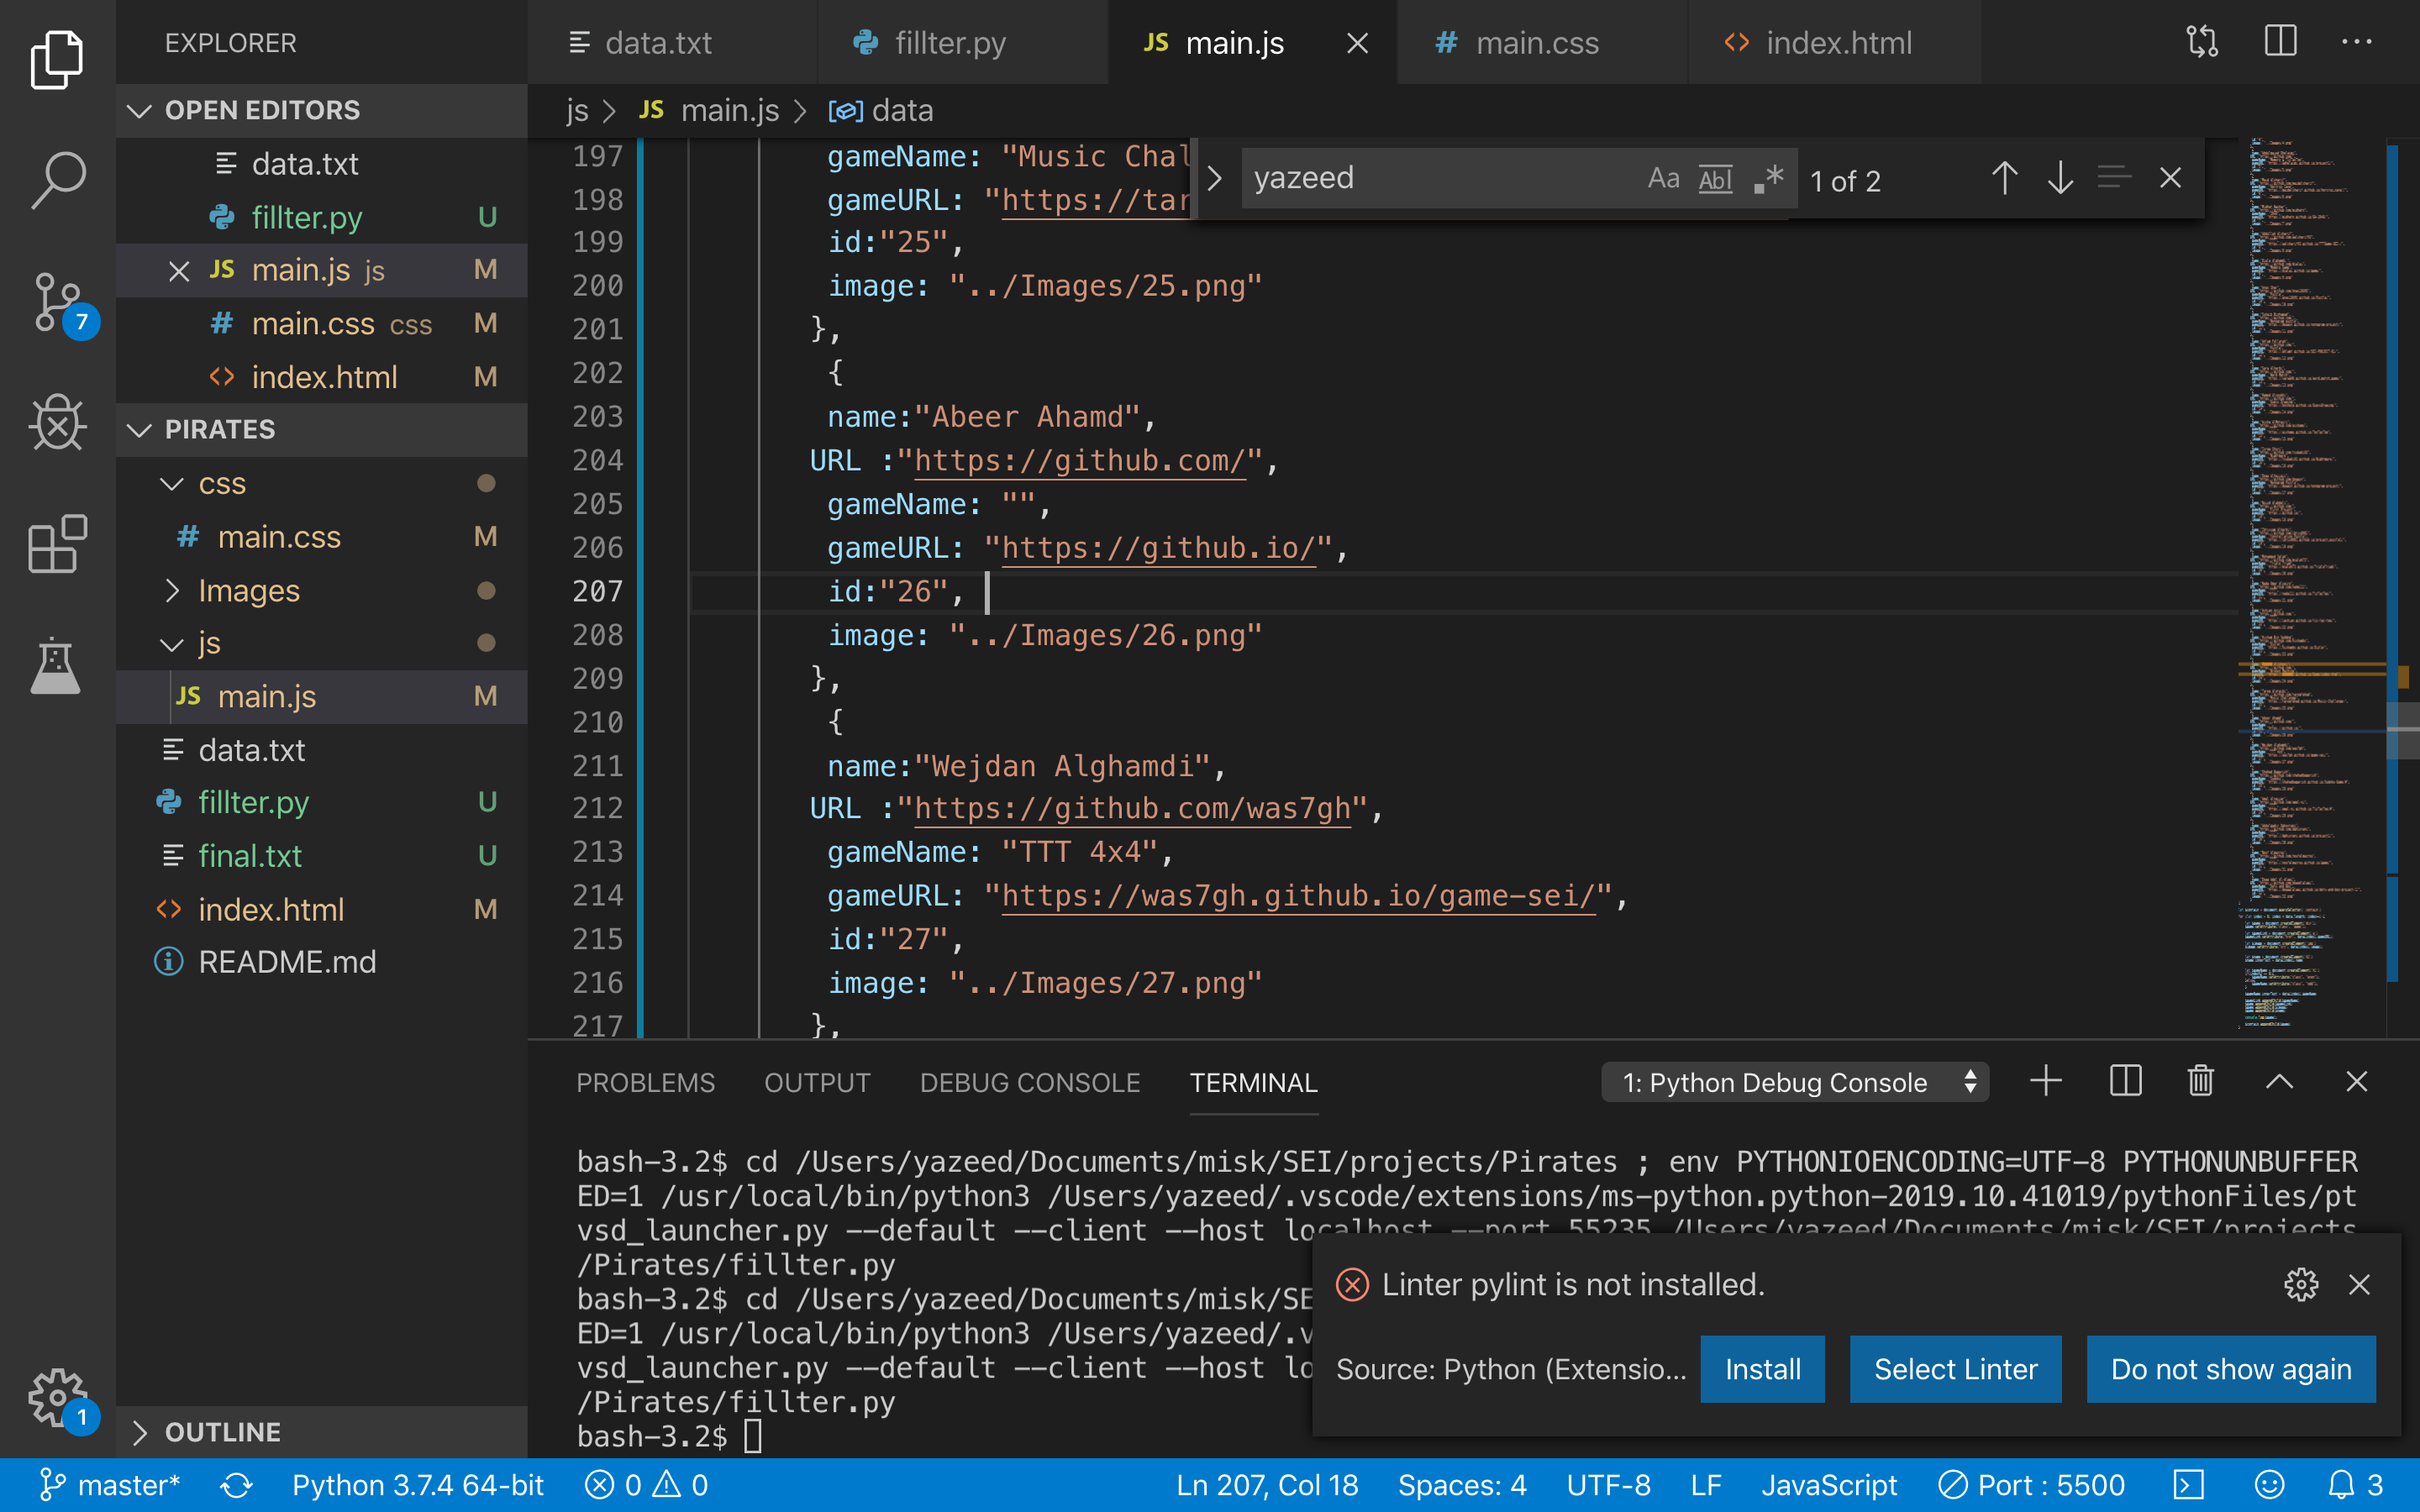 EXPLORER
OPEN EDITORS
data.txt
fillter.py U
main.js js M
main.css css M
index.html M
PIRATES
css
main.css M
Images
js
main.js M
data.txt
fillter.py U
final.txt U
index.html M
README.md
OUTLINE
7
1
data.txt
fillter.py
JS main.js
# main.css
<> index.html
js > JS main.js > data
yazeed
Aa Abl .* 1 of 2
197 gameName: "Music Chal
198 gameURL: "https://tar
199 id:"25",
200 image: "../Images/25.png"
201 },
202 {
203 name:"Abeer Ahamd",
204 URL :"https://github.com/",
205 gameName: "",
206 gameURL: "https://github.io/",
207 id:"26",
208 image: "../Images/26.png"
209 },
210 {
211 name:"Wejdan Alghamdi",
212 URL :"https://github.com/was7gh",
213 gameName: "TTT 4x4",
214 gameURL: "https://was7gh.github.io/game-sei/",
215 id:"27",
216 image: "../Images/27.png"
217 },
PROBLEMS OUTPUT DEBUG CONSOLE TERMINAL 1: Python Debug Console
bash-3.2$ cd /Users/yazeed/Documents/misk/SEI/projects/Pirates ; env PYTHONIOENCODING=UTF-8 PYTHONUNBUFFER
ED=1 /usr/local/bin/python3 /Users/yazeed/.vscode/extensions/ms-python.python-2019.10.41019/pythonFiles/pt
vsd_launcher.py --default --client --host localhost --port 55235 /Users/yazeed/Documents/misk/SEI/projects
/Pirates/fillter.py
bash-3.2$ cd /Users/yazeed/Documents/misk/SE
ED=1 /usr/local/bin/python3 /Users/yazeed/.v
vsd_launcher.py --default --client --host lo
/Pirates/fillter.py
bash-3.2$
Linter pylint is not installed.
Source: Python (Extensio... Install Select Linter Do not show again
master* Python 3.7.4 64-bit 0 0 Ln 207, Col 18 Spaces: 4 UTF-8 LF JavaScript Port : 5500 3